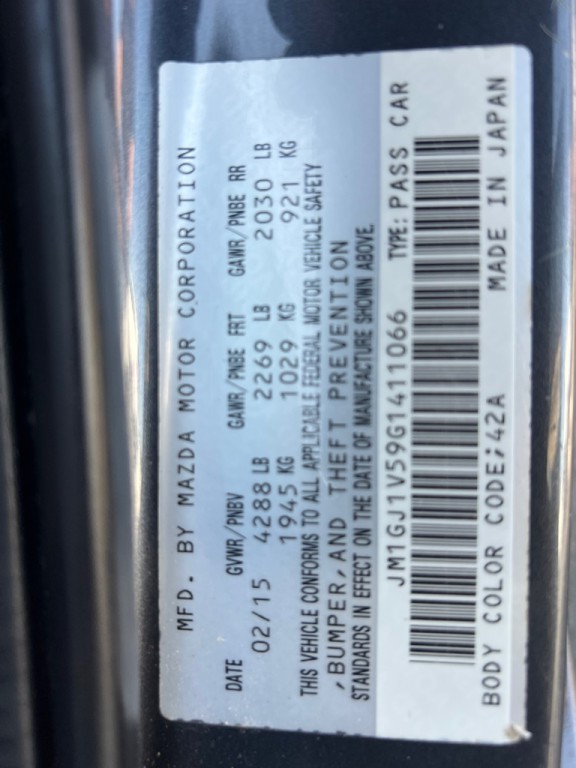 MFD. BY MAZDA MOTOR CORPORATION
DATE GVWR/PNBV GAWR/PNBE FRT GAWR/PNBE RR
02/15 4288 LB 2269 LB 2030 LB
1945 KG 1029 KG 921 KG
THIS VEHICLE CONFORMS TO ALL APPLICABLE FEDERAL MOTOR VEHICLE SAFETY
,BUMPER,AND THEFT PREVENTION
STANDARDS IN EFFECT ON THE DATE OF MANUFACTURE SHOWN ABOVE.
JM1GJ1V59G1411066 TYPE: PASS CAR
BODY COLOR CODE;42A MADE IN JAPAN